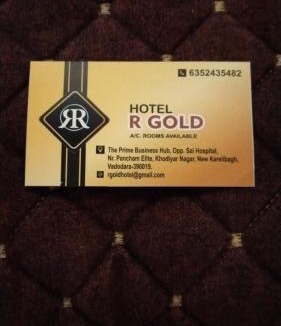 6352435482
RR
HOTEL
R GOLD
A/C. ROOMS AVAILABLE
The Prime Business Hub, Opp. Sai Hospital,
Nr. Pancham Elite, Khodiyar Nagar, New Karelibagh,
Vadodara-390019.
rgoldhotel@gmail.com